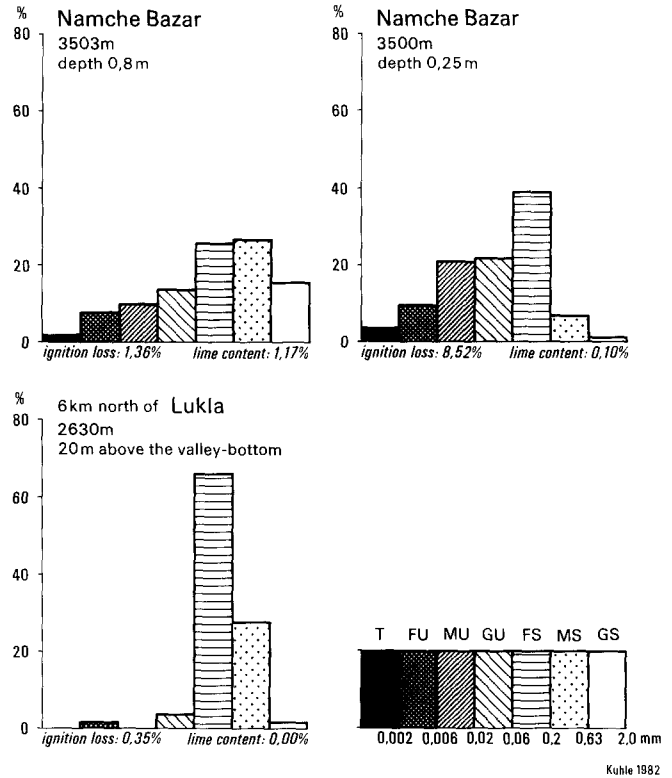 %
Namche Bazar
3503m
depth 0,8m
80
60
40
20
0
ignition loss: 1,36%
lime content: 1,17%
%
Namche Bazar
3500m
depth 0,25m
80
60
40
20
0
ignition loss: 8,52%
lime content: 0,10%
%
6km north of Lukla
2630m
20m above the valley-bottom
80
60
40
20
0
ignition loss: 0,35%
lime content: 0,00%
T FU MU GU FS MS GS
0,002 0,006 0,02 0,06 0,2 0,63 2,0 mm
Kuhle 1982